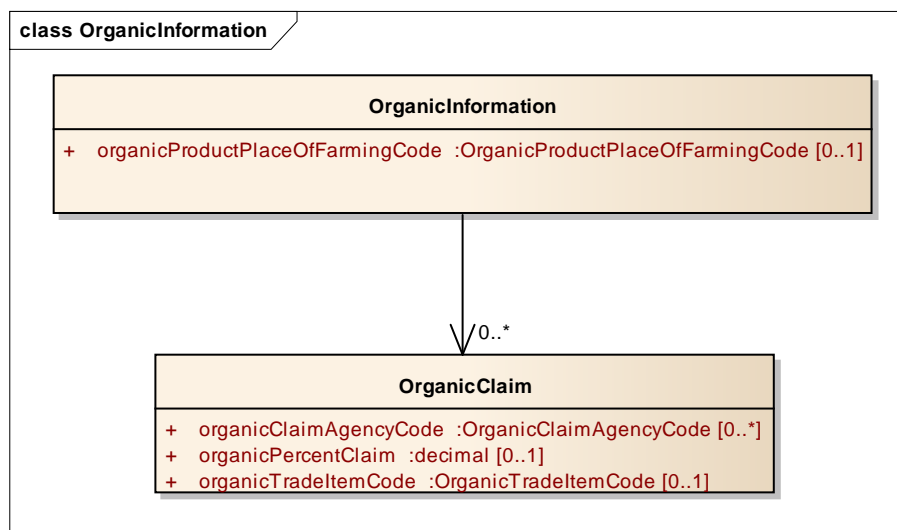 class OrganicInformation
OrganicInformation
+ organicProductPlaceOfFarmingCode :OrganicProductPlaceOfFarmingCode [0..1]
0..*
OrganicClaim
+ organicClaimAgencyCode :OrganicClaimAgencyCode [0..*]
+ organicPercentClaim :decimal [0..1]
+ organicTradeItemCode :OrganicTradeItemCode [0..1]